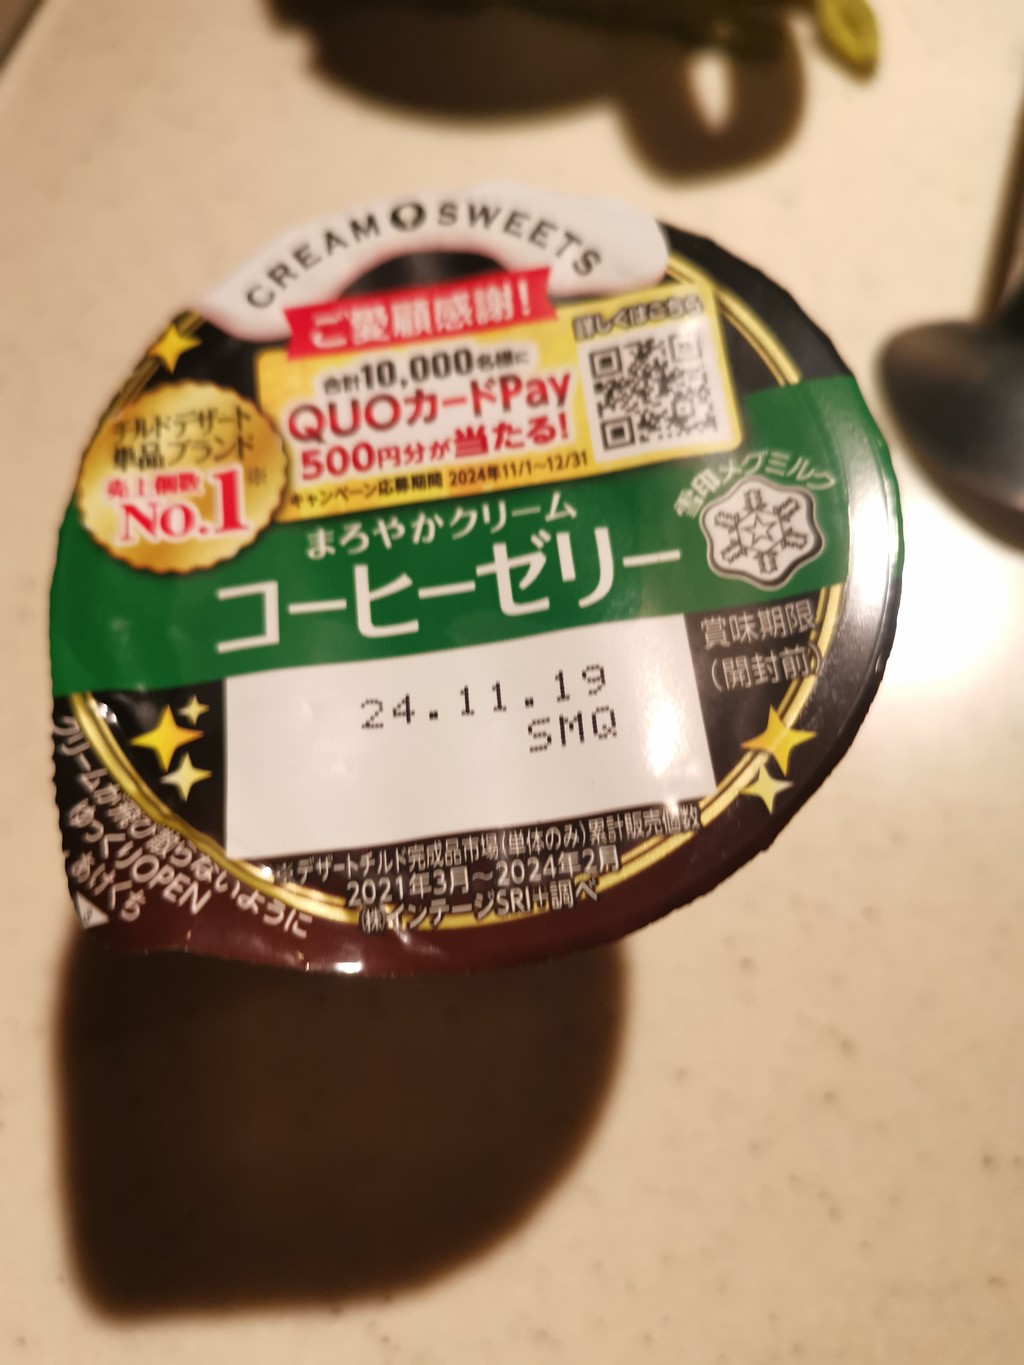 CREAM SWEETS
ご愛顧感謝!
詳しくはこちら
合計10,000名様に
QUOカードPay
500円分が当たる!
キャンペーン応募期間 2024年11/1~12/31
チルドデザート
単品ブランド
売上個数
No.1※
雪印メグミルク
まろやかクリーム
コーヒーゼリー
賞味期限
(開封前)
24.11.19
SMQ
※デザートチルド完成品市場(単体のみ)累計販売個数
2021年3月~2024年2月
㈱インテージSRI+調べ
クリームが飛び散らないように
ゆっくりOPEN
あけくち